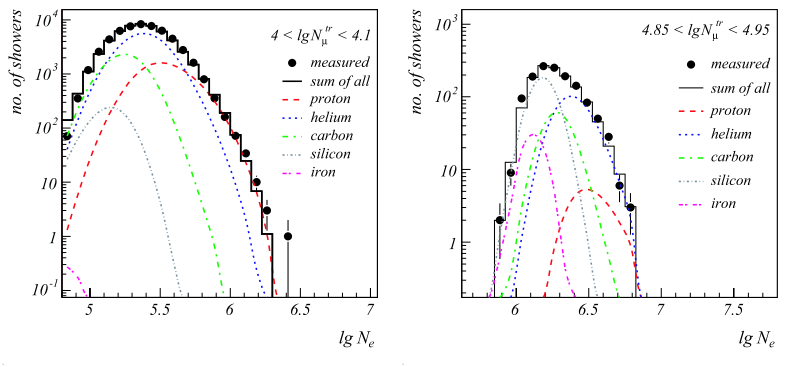 no. of showers
4 < lgN_μ^tr < 4.1
measured
sum of all
proton
helium
carbon
silicon
iron
10^4
10^3
10^2
10
1
10^-1
5 5.5 6 6.5 7
lg N_e
no. of showers
4.85 < lgN_μ^tr < 4.95
measured
sum of all
proton
helium
carbon
silicon
iron
10^3
10^2
10
1
6 6.5 7 7.5
lg N_e